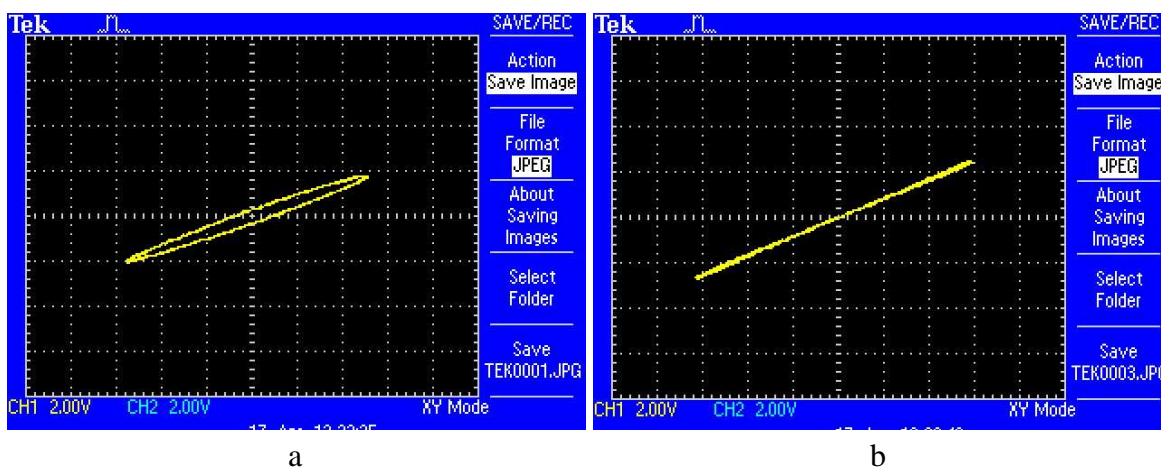 Tek
SAVE/REC
Action
Save Image
File
Format
JPEG
About
Saving
Images
Select
Folder
Save
TEK0001.JPG
CH1 2.00V CH2 2.00V XY Mode
a
Tek
SAVE/REC
Action
Save Image
File
Format
JPEG
About
Saving
Images
Select
Folder
Save
TEK0003.JP
CH1 2.00V CH2 2.00V XY Mode
b